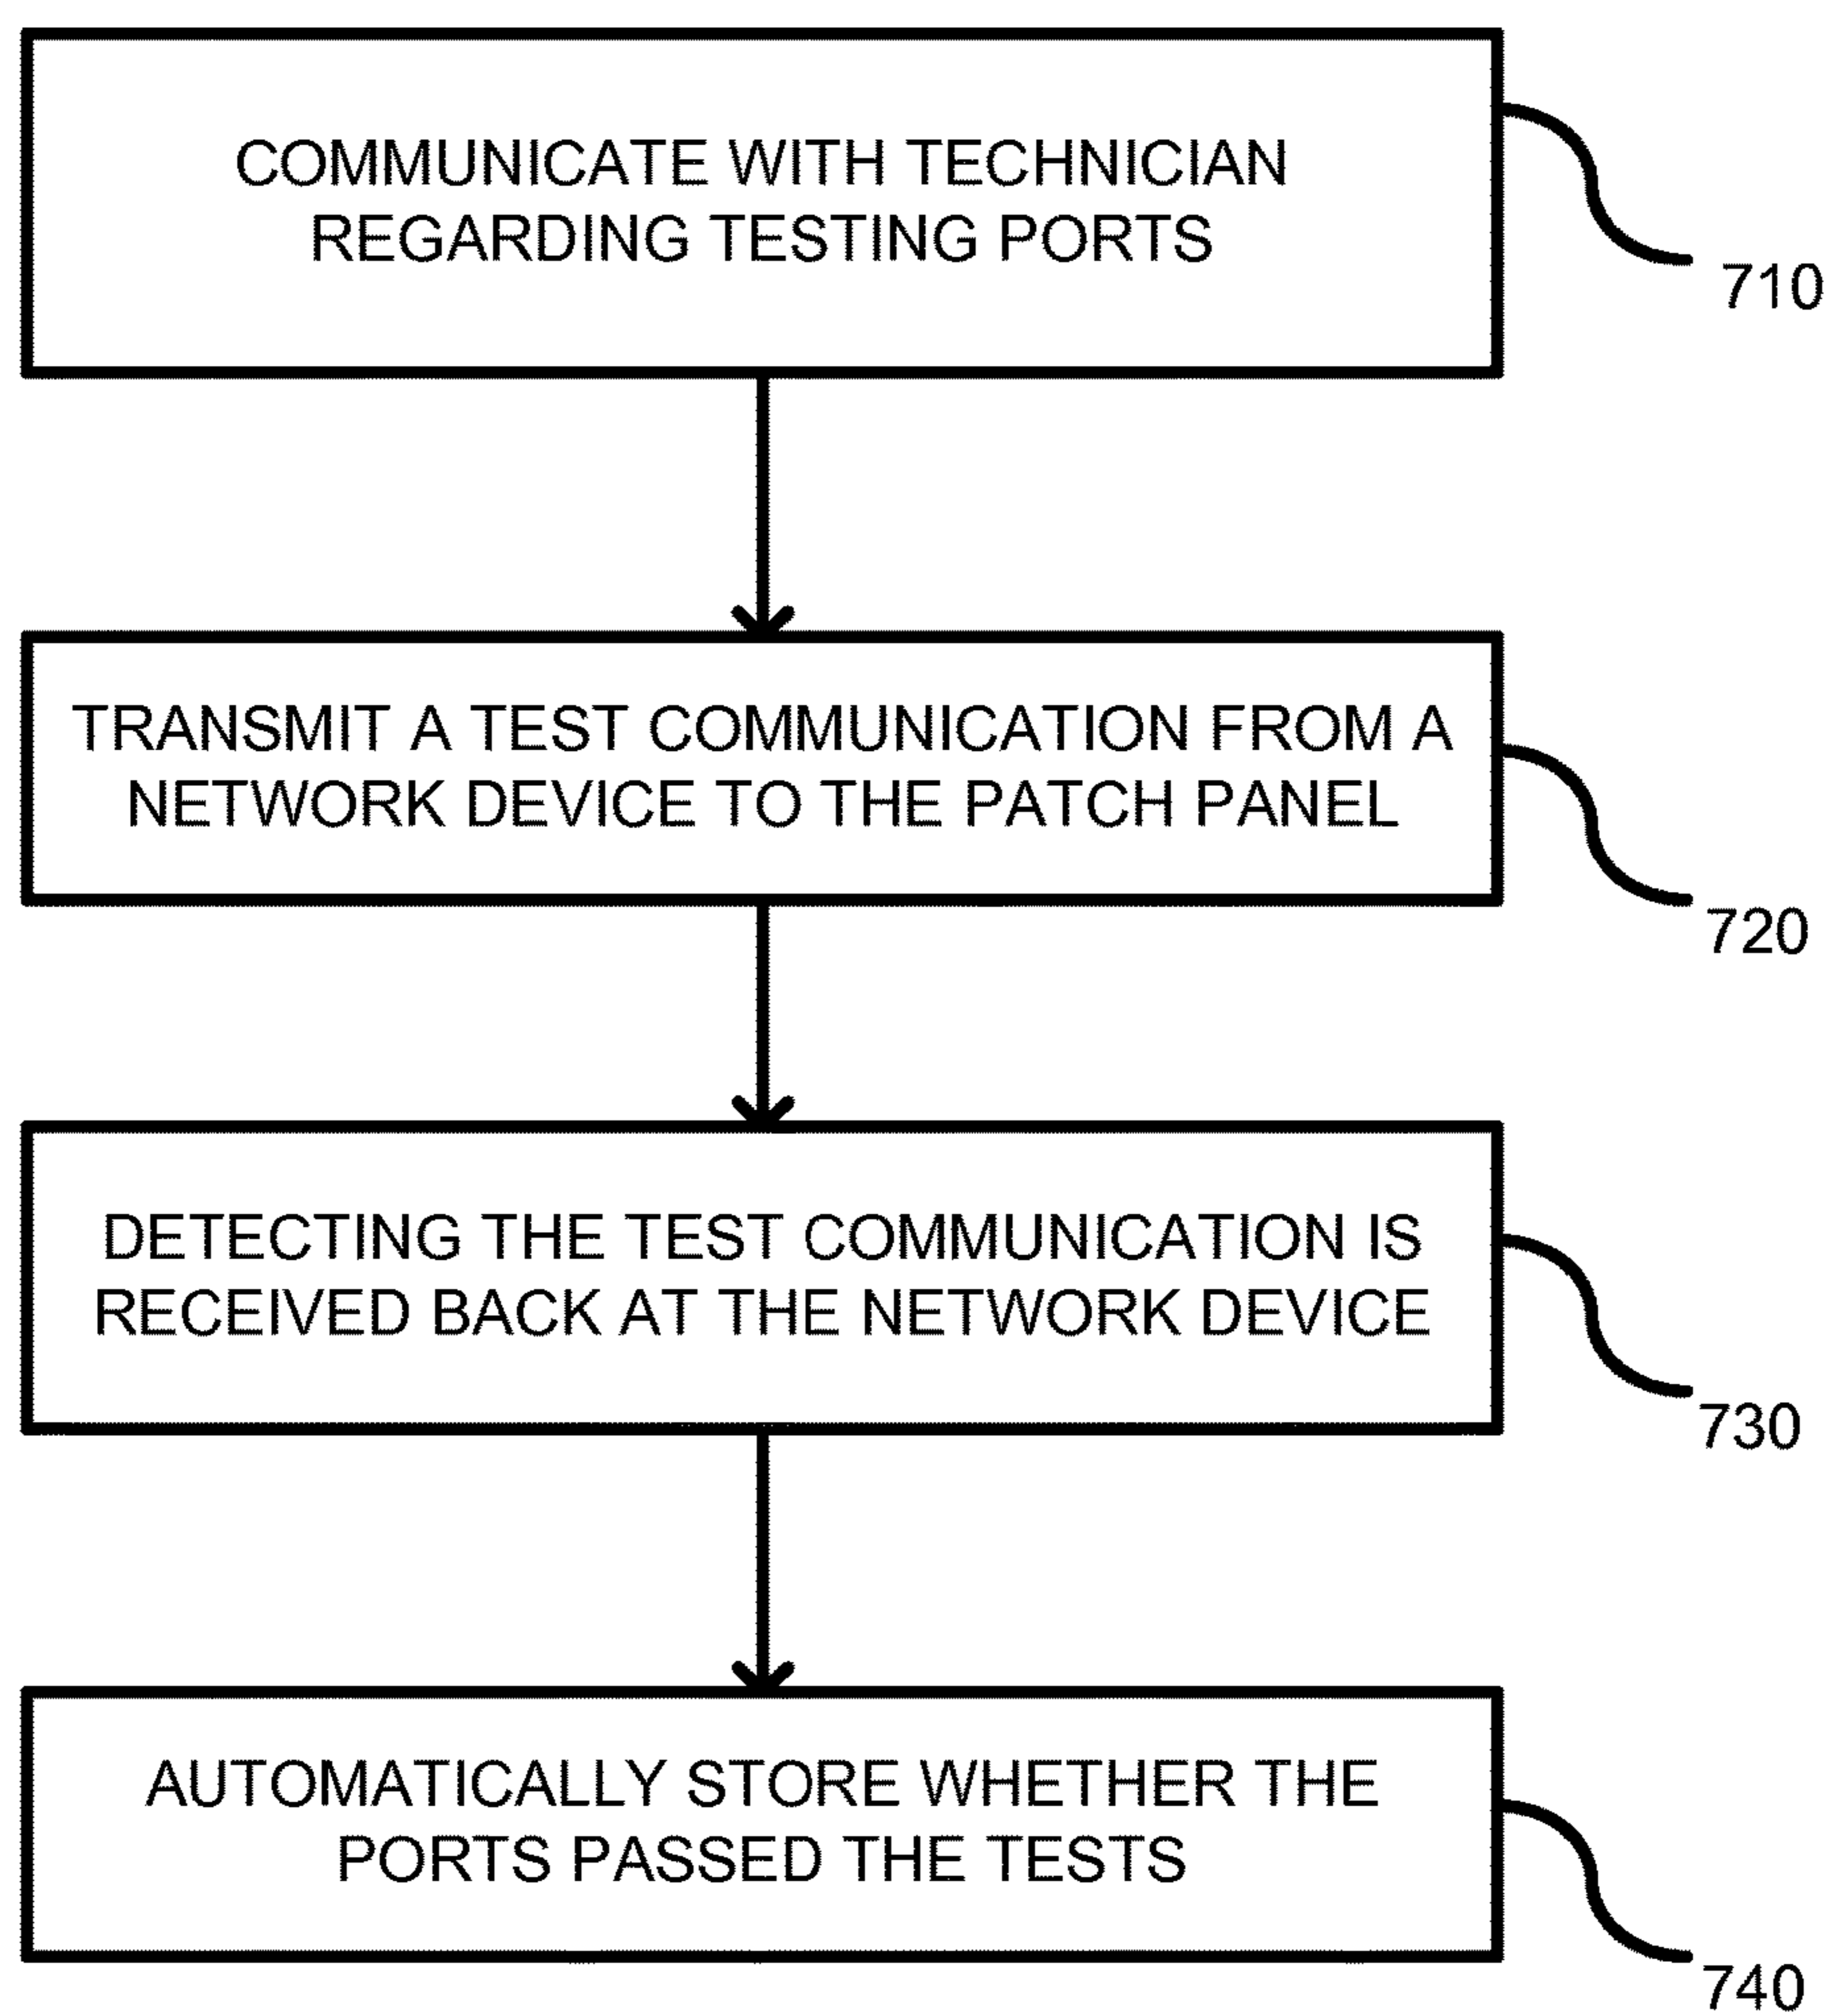 COMMUNICATE WITH TECHNICIAN
REGARDING TESTING PORTS
710
TRANSMIT A TEST COMMUNICATION FROM A
NETWORK DEVICE TO THE PATCH PANEL
720
DETECTING THE TEST COMMUNICATION IS
RECEIVED BACK AT THE NETWORK DEVICE
730
AUTOMATICALLY STORE WHETHER THE
PORTS PASSED THE TESTS
740